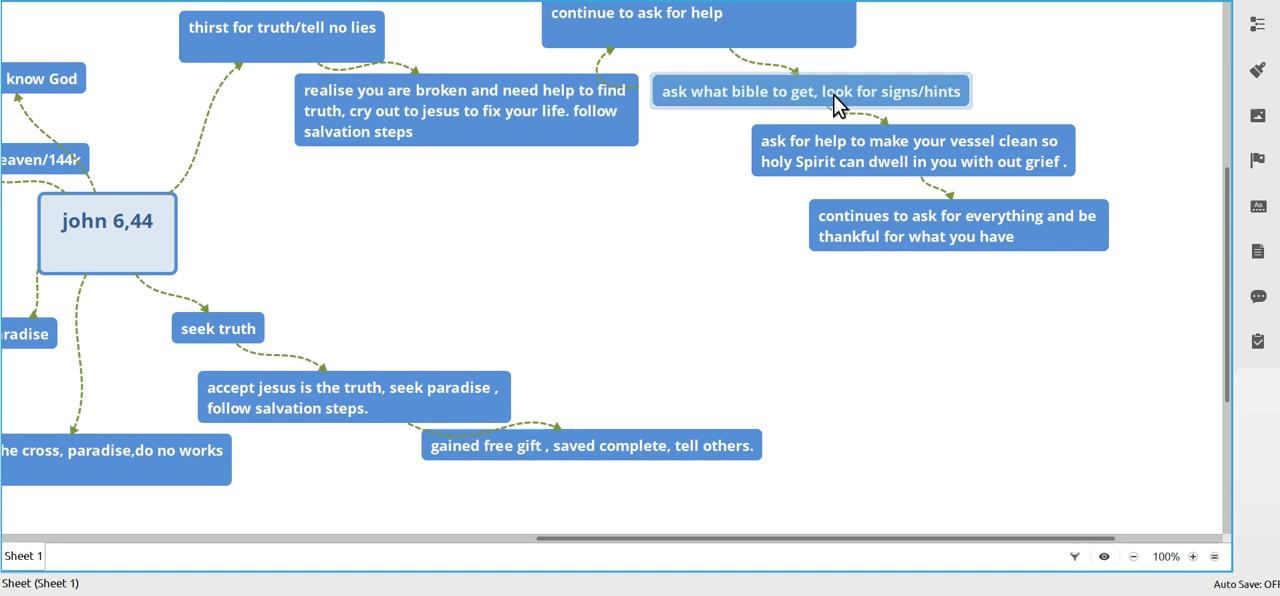 continue to ask for help
thirst for truth/tell no lies
know God
realise you are broken and need help to find
truth, cry out to jesus to fix your life. follow
salvation steps
ask what bible to get, look for signs/hints
ask for help to make your vessel clean so
holy Spirit can dwell in you with out grief .
eaven/144k
john 6,44
continues to ask for everything and be
thankful for what you have
seek truth
radise
accept jesus is the truth, seek paradise ,
follow salvation steps.
he cross, paradise,do no works
gained free gift , saved complete, tell others.
Sheet 1
100%
Sheet (Sheet 1)
Auto Save: OFF
Aa